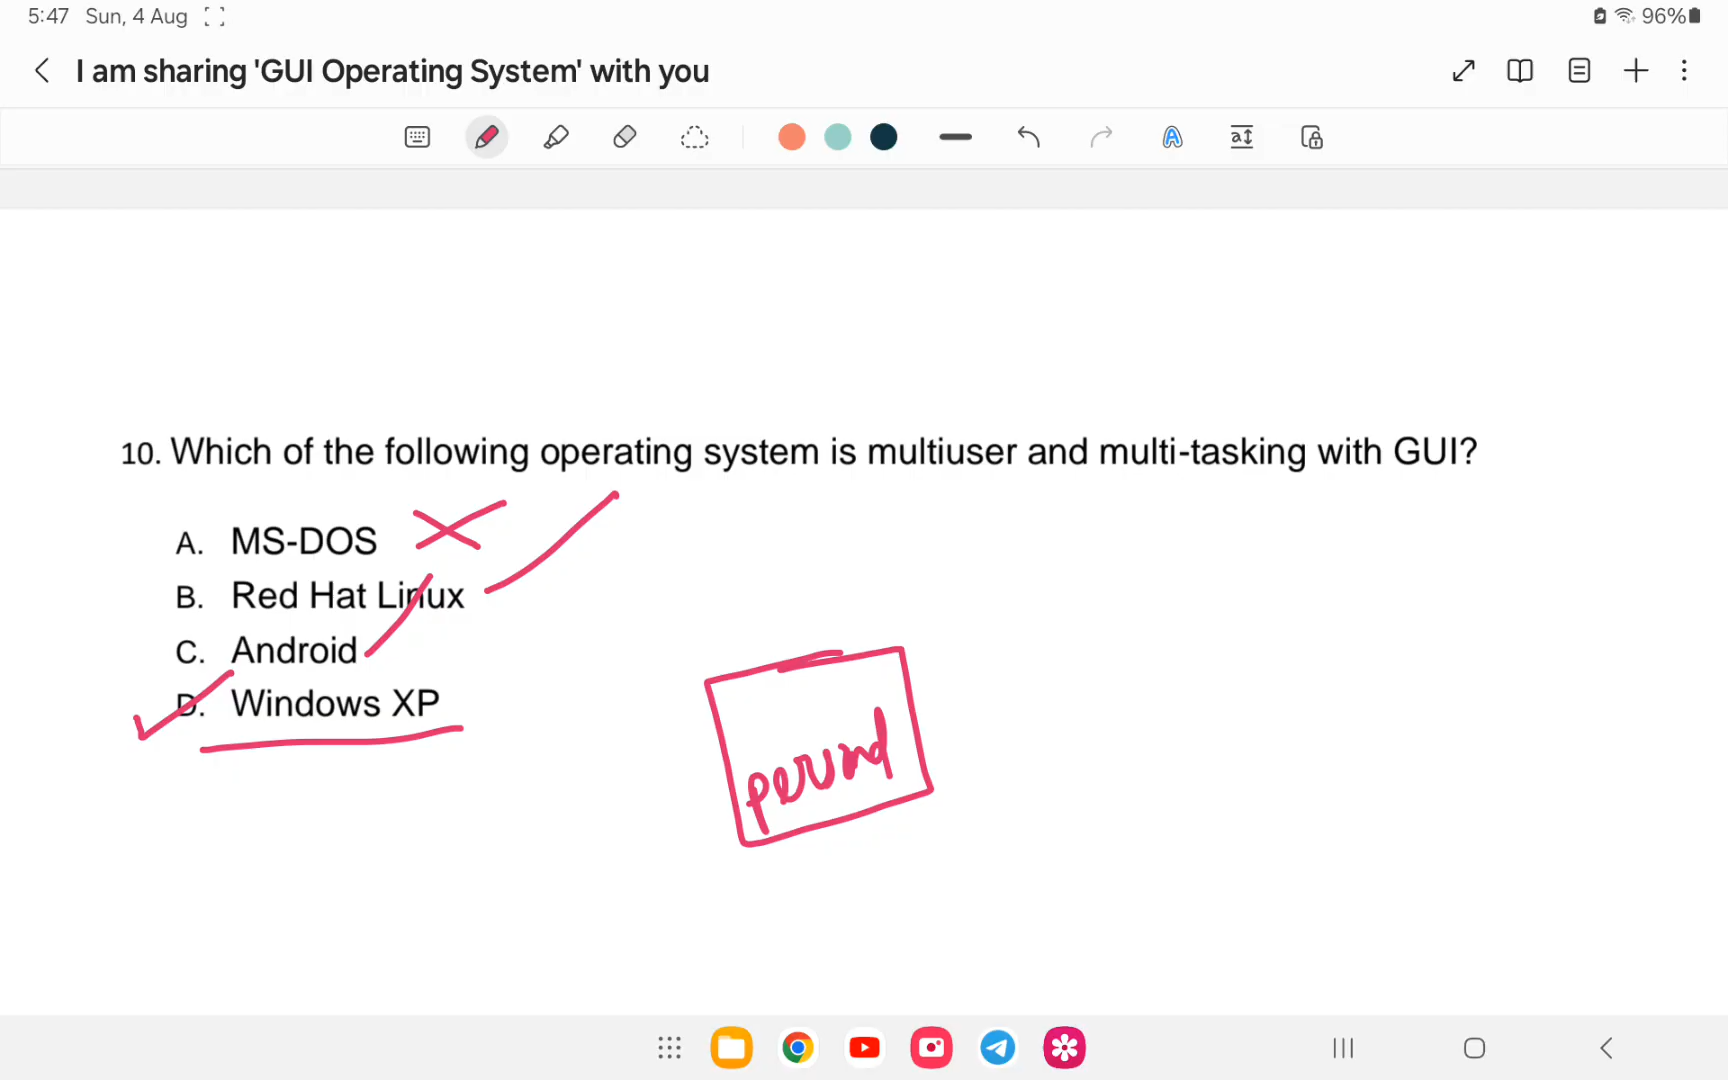 5:47 Sun, 4 Aug 96%
I am sharing 'GUI Operating System' with you
10. Which of the following operating system is multiuser and multi-tasking with GUI?
A. MS-DOS
B. Red Hat Linux
C. Android
D. Windows XP